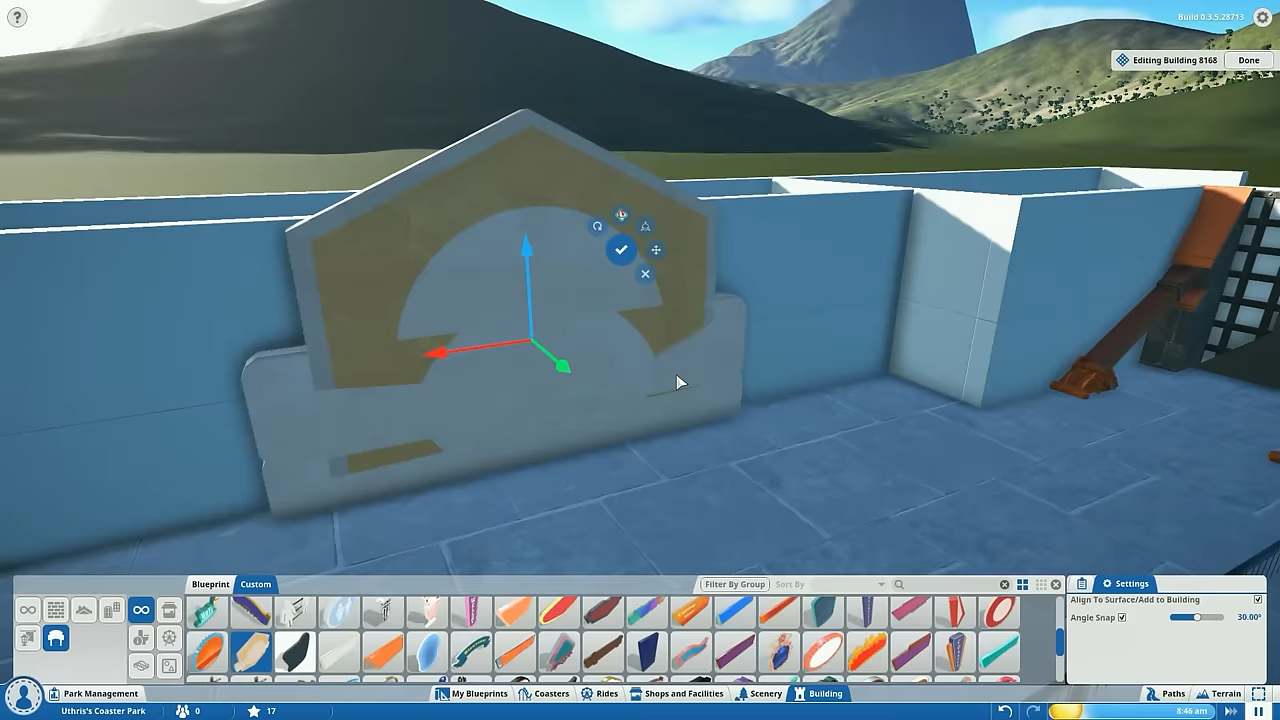 Build 0.3.5.28713
Editing Building 8168
Done
Blueprint
Custom
Filter By Group
Sort By
Settings
Align To Surface/Add to Building
Angle Snap
30.00°
Park Management
My Blueprints
Coasters
Rides
Shops and Facilities
Scenery
Building
Paths
Terrain
Uthris's Coaster Park
0
17
8:46 am